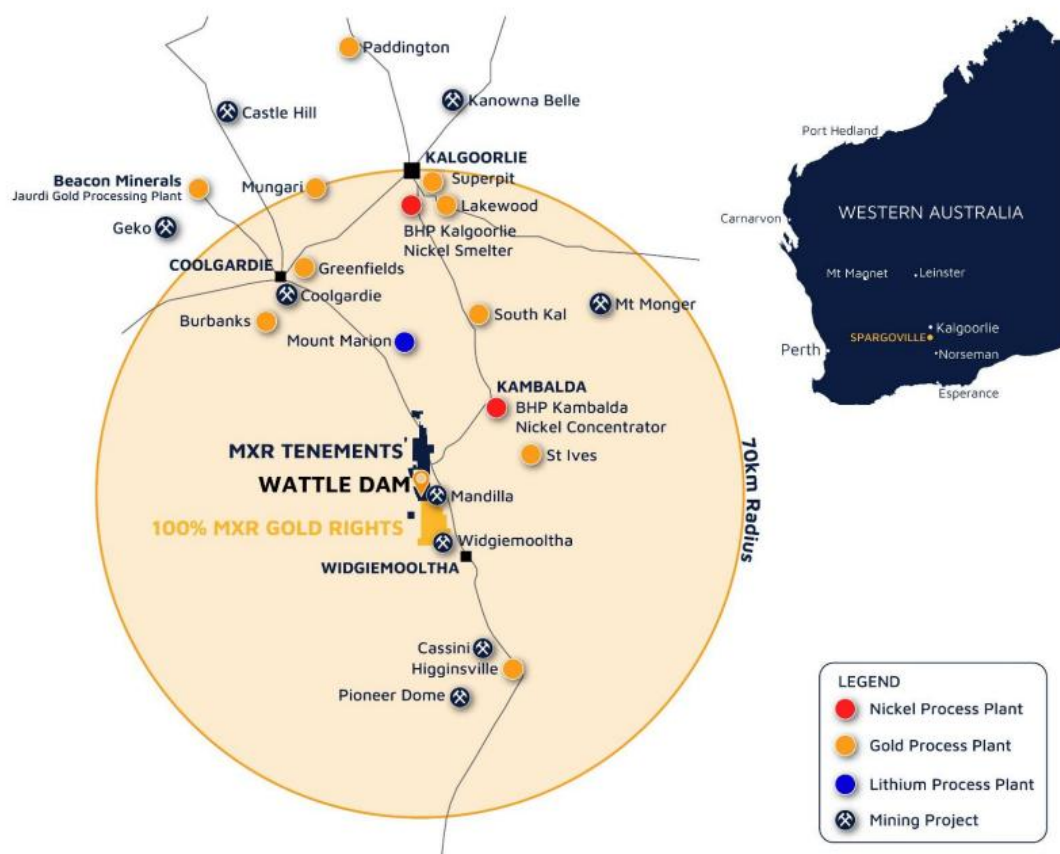 Paddington
Kanowna Belle
Castle Hill
KALGOORLIE
Superpit
Beacon Minerals
Jaurdi Gold Processing Plant
Mungari
Lakewood
BHP Kalgoorlie
Nickel Smelter
Geko
COOLGARDIE
Greenfields
Coolgardie
Mt Monger
Burbanks
South Kal
Mount Marion
KAMBALDA
BHP Kambalda
Nickel Concentrator
MXR TENEMENTS'
St Ives
WATTLE DAM
Mandilla
100% MXR GOLD RIGHTS
Widgiemooltha
WIDGIEMOOLTHA
70km Radius
Cassini
Higginsville
Pioneer Dome
Port Hedland
Carnarvon
WESTERN AUSTRALIA
Mt Magnet
Leinster
Kalgoorlie
SPARGOVILLE
Perth
Norseman
Esperance
LEGEND
Nickel Process Plant
Gold Process Plant
Lithium Process Plant
Mining Project